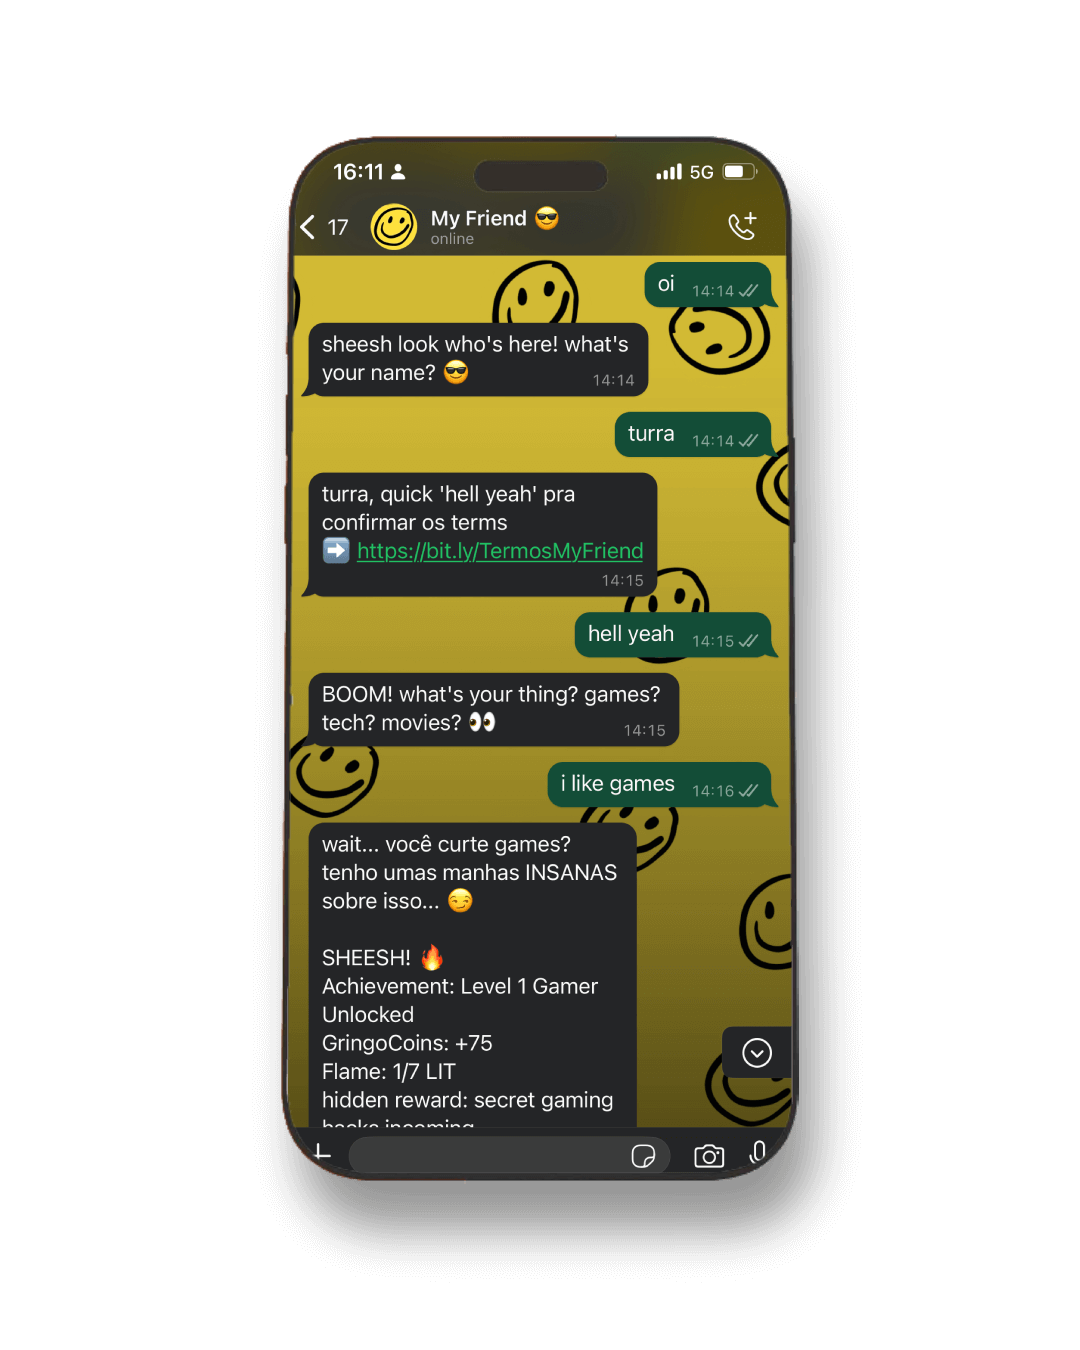 16:11
5G
17
My Friend 😎
online
oi
14:14
sheesh look who's here! what's
your name? 😎
14:14
turra
14:14
turra, quick 'hell yeah' pra
confirmar os terms
➡️ https://bit.ly/TermosMyFriend
14:15
hell yeah
14:15
BOOM! what's your thing? games?
tech? movies? 👀
14:15
i like games
14:16
wait... você curte games?
tenho umas manhas INSANAS
sobre isso... 😏
SHEESH! 🔥
Achievement: Level 1 Gamer
Unlocked
GringoCoins: +75
Flame: 1/7 LIT
hidden reward: secret gaming
hacks incoming